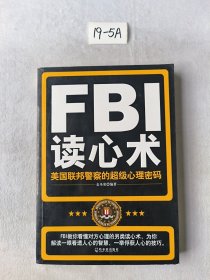 19-5A
FBI
读心术
美国联邦警察的超级心理密码
FBI教你看懂对方心理的另类读心术，为你
解读一眼看透人心的智慧，一举俘获人心的技巧。